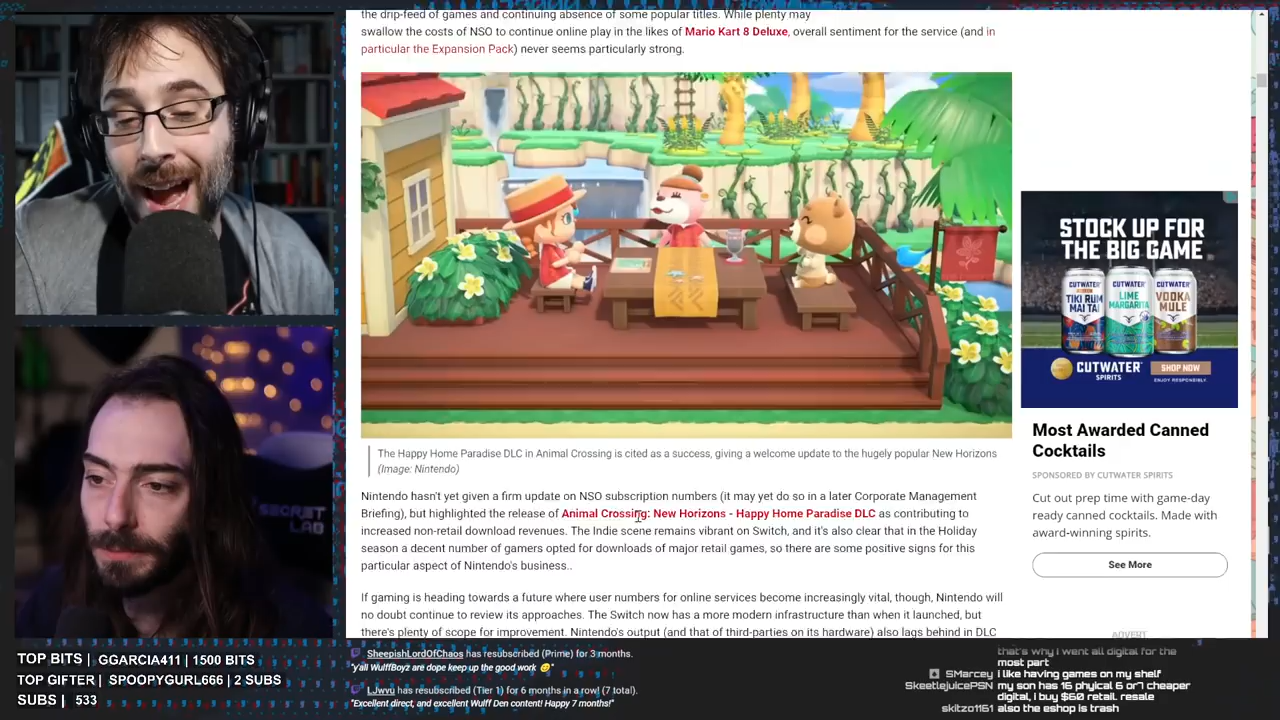 the drip-feed of games and continuing absence of some popular titles. While plenty may
swallow the costs of NSO to continue online play in the likes of Mario Kart 8 Deluxe, overall sentiment for the service (and in
particular the Expansion Pack) never seems particularly strong.
STOCK UP FOR
THE BIG GAME
CUTWATER
TIKI RUM
MAI TAI
CUTWATER
LIME
MARGARITA
CUTWATER
VODKA
MULE
CUTWATER
SPIRITS
SHOP NOW
ENJOY RESPONSIBLY.
Most Awarded Canned
Cocktails
SPONSORED BY CUTWATER SPIRITS
Cut out prep time with game-day
ready canned cocktails. Made with
award-winning spirits.
See More
ADVERT
The Happy Home Paradise DLC in Animal Crossing is cited as a success, giving a welcome update to the hugely popular New Horizons
(Image: Nintendo)
Nintendo hasn't yet given a firm update on NSO subscription numbers (it may yet do so in a later Corporate Management
Briefing), but highlighted the release of Animal Crossing: New Horizons - Happy Home Paradise DLC as contributing to
increased non-retail download revenues. The Indie scene remains vibrant on Switch, and it's also clear that in the Holiday
season a decent number of gamers opted for downloads of major retail games, so there are some positive signs for this
particular aspect of Nintendo's business..
If gaming is heading towards a future where user numbers for online services become increasingly vital, though, Nintendo will
no doubt continue to review its approaches. The Switch now has a more modern infrastructure than when it launched, but
there's plenty of scope for improvement. Nintendo's output (and that of third-parties on its hardware) also lags behind in DLC
SECRET LAB
TOP BITS | GGARCIA411 | 1500 BITS
TOP GIFTER | SPOOPYGURL666 | 2 SUBS
SUBS | 533
SheepishLordOfChaos has resubscribed (Prime) for 3 months.
"y'all WulffBoyz are dope keep up the good work 😊"
LJwvu has resubscribed (Tier 1) for 6 months in a row! (7 total).
"Excellent direct, and excellent Wulff Den content! Happy 7 months!"
that's why i went all digital for the
most part
SMarcey i like having games on my shelf
SkeetlejuicePSN my son has 16 phyical 6 or7 cheaper
digital, i buy $60 retail. resale
skitzo1161 also the eshop is trash